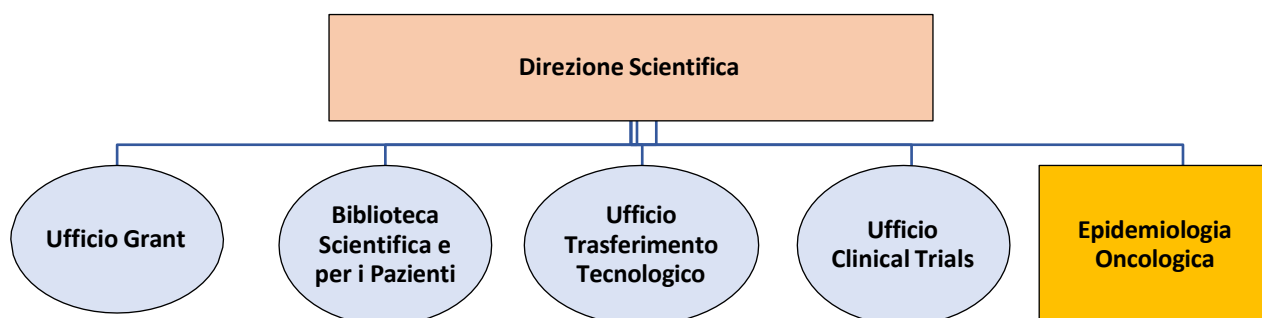 Direzione Scientifica
Ufficio Grant
Biblioteca
Scientifica e
per i Pazienti
Ufficio
Trasferimento
Tecnologico
Ufficio
Clinical Trials
Epidemiologia
Oncologica